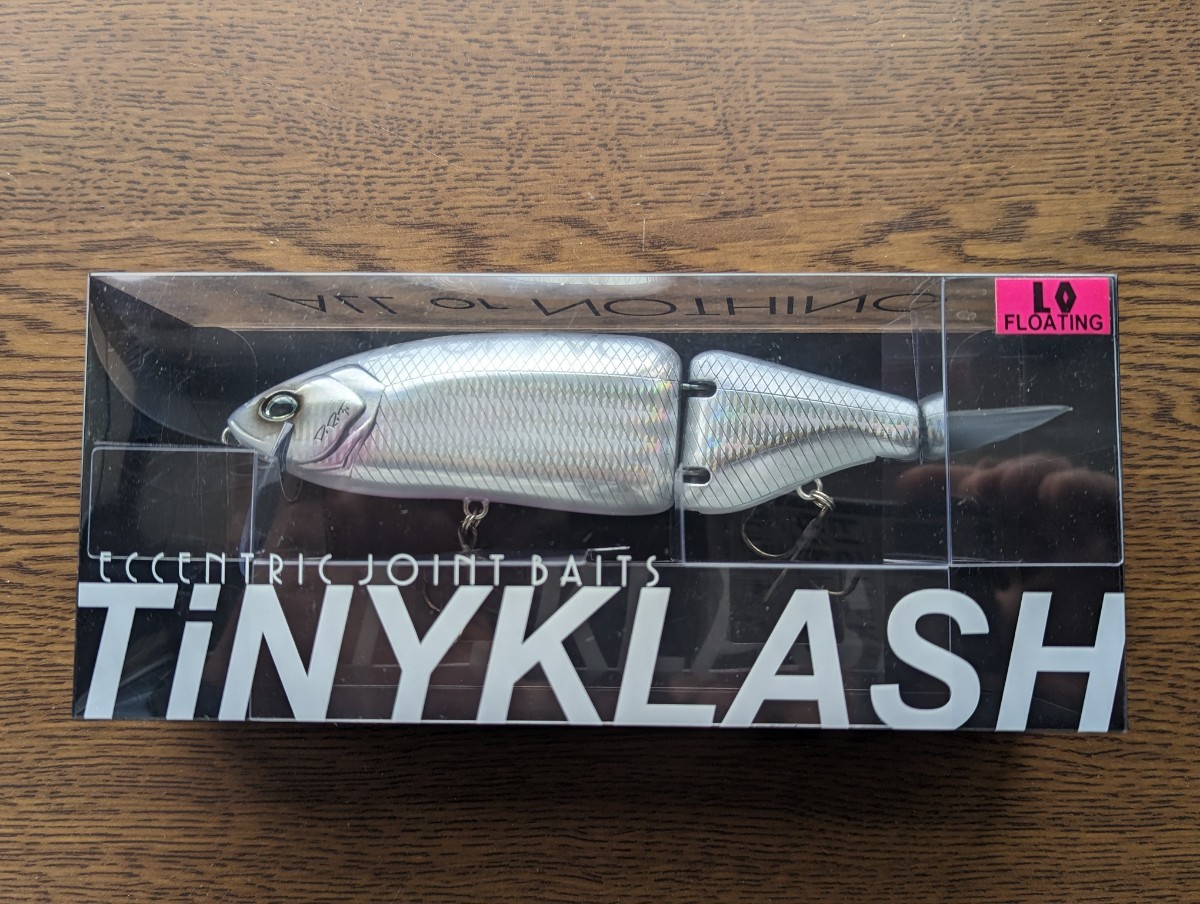 ALL OR NOTHING
LO
FLOATING
ECCENTRIC JOINT BAITS
TiNYKLASH